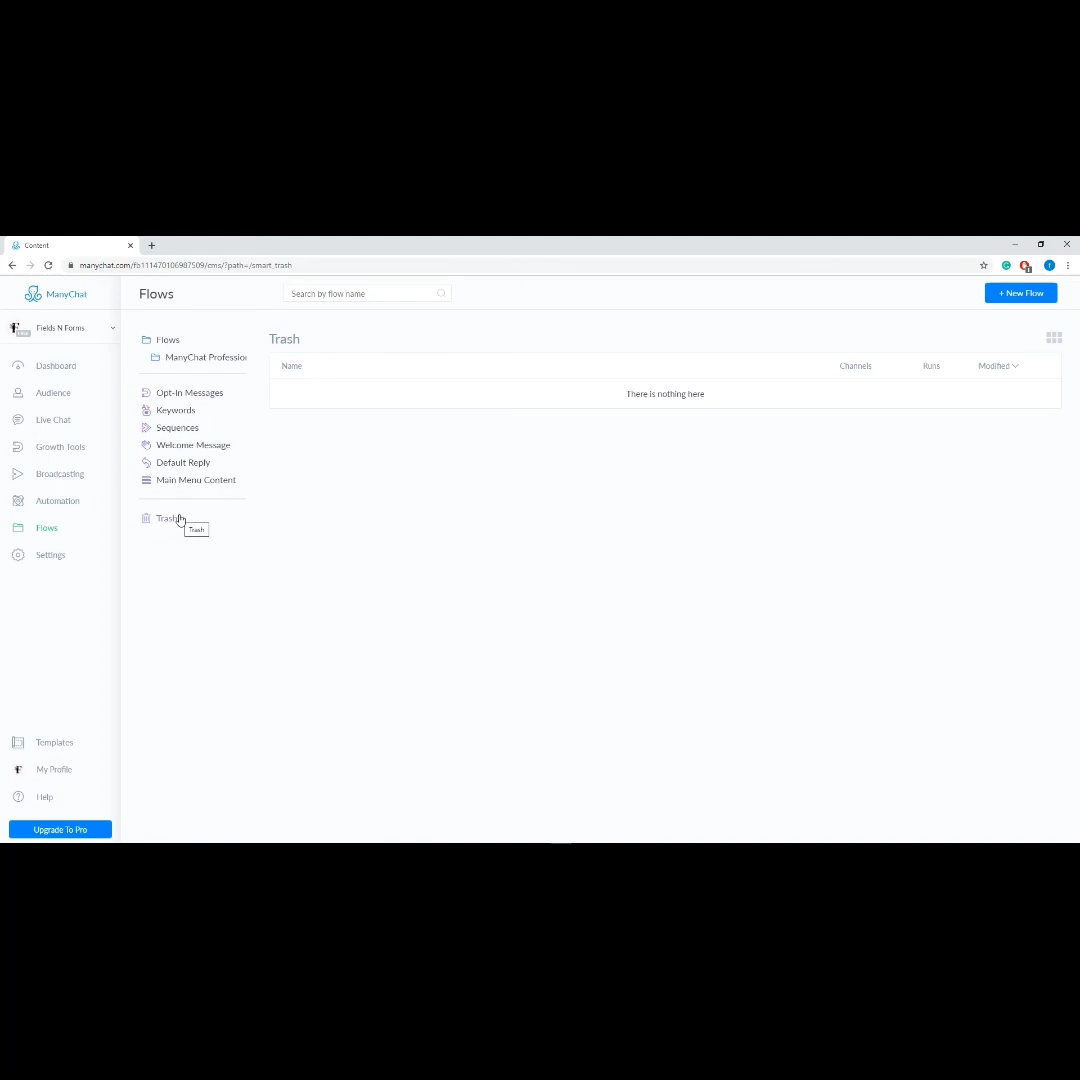 Content
manychat.com/fb111470106987509/cms/?path=/smart_trash
ManyChat
Flows
Search by flow name
+ New Flow
Fields N Forms
Dashboard
Audience
Live Chat
Growth Tools
Broadcasting
Automation
Flows
Settings
Templates
My Profile
Help
Upgrade To Pro
Flows
ManyChat Profession
Opt-In Messages
Keywords
Sequences
Welcome Message
Default Reply
Main Menu Content
Trash
Trash
Trash
Name Channels Runs Modified
There is nothing here